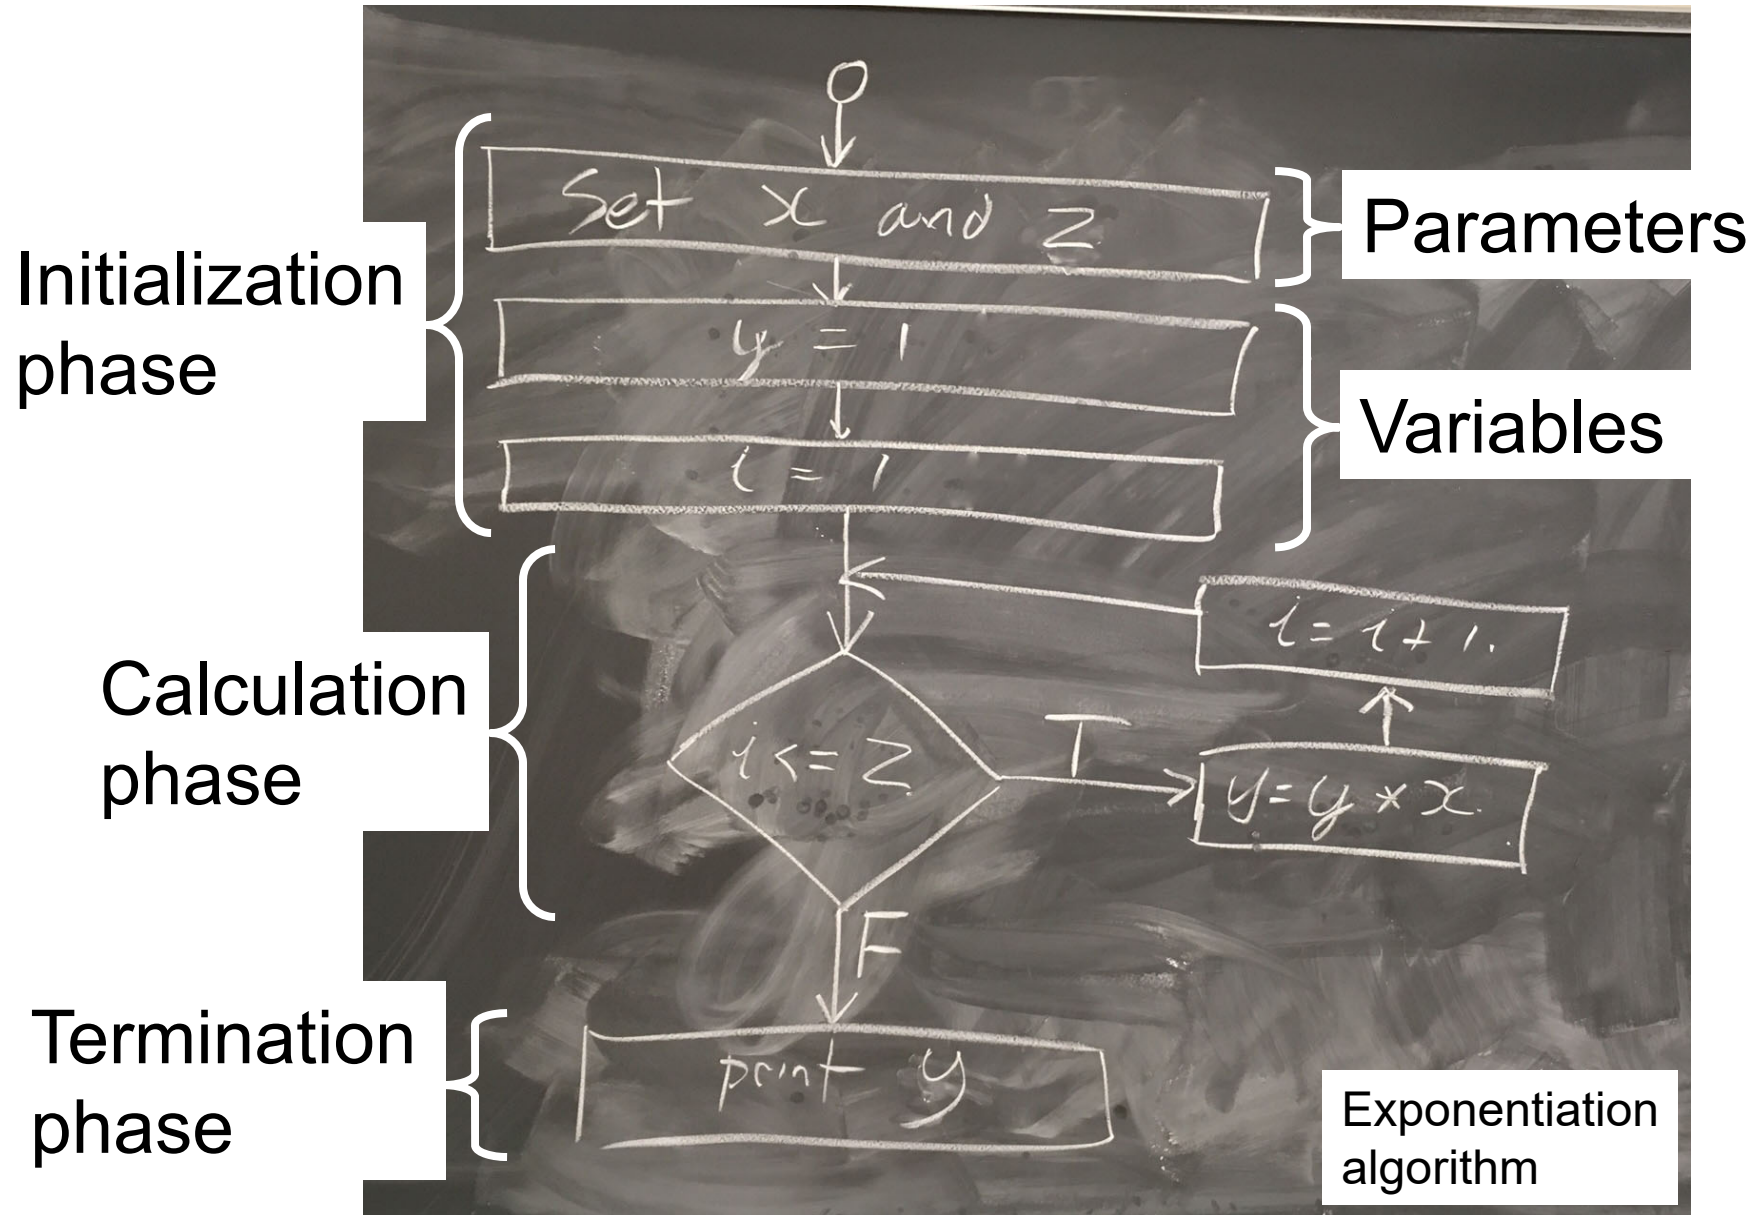 Set x and z
Parameters
Initialization
phase
y = 1
Variables
i = 1
i = i + 1.
Calculation
phase
i <= z
T
y = y * x
F
Termination
phase
print y
Exponentiation
algorithm